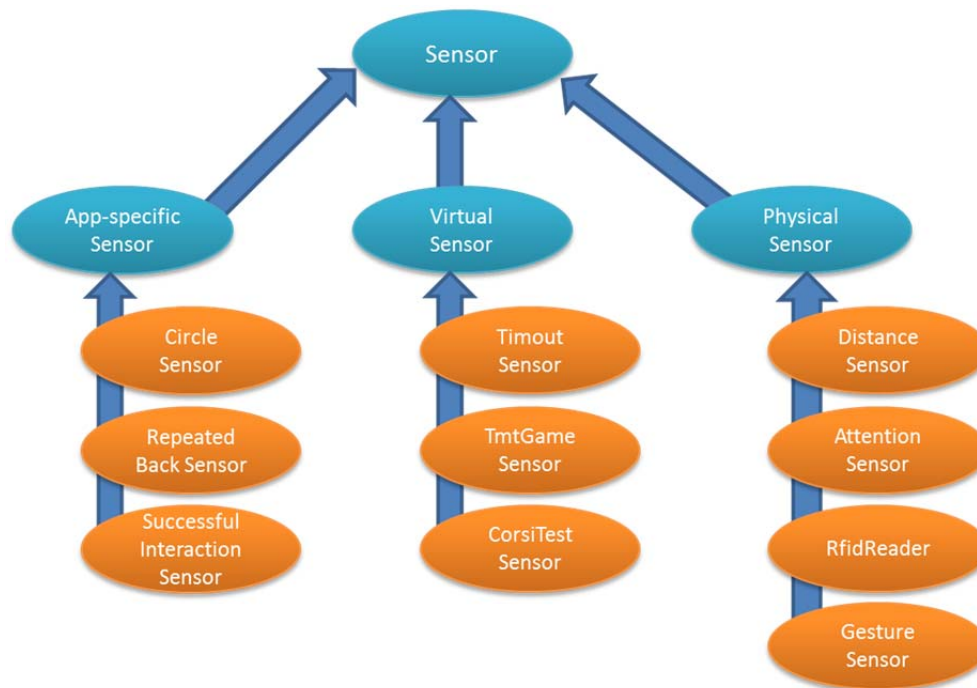 Sensor
App-specific
Sensor
Virtual
Sensor
Physical
Sensor
Circle
Sensor
Timout
Sensor
Distance
Sensor
Repeated
Back Sensor
TmtGame
Sensor
Attention
Sensor
Successful
Interaction
Sensor
CorsiTest
Sensor
RfidReader
Gesture
Sensor